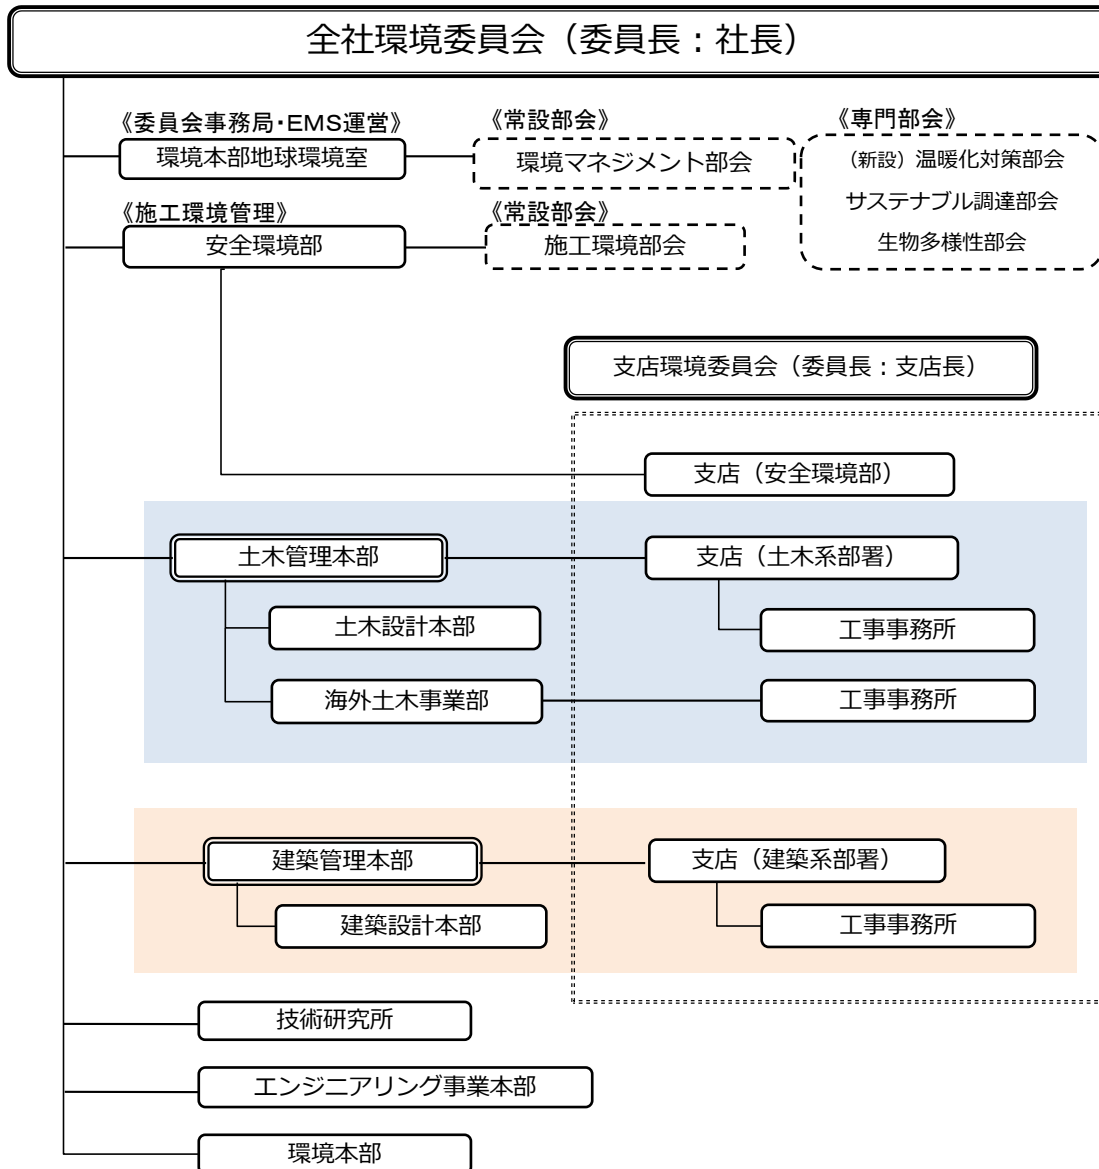 全社環境委員会（委員長：社長）
《委員会事務局・EMS運営》
《常設部会》
《専門部会》
環境本部地球環境室
環境マネジメント部会
（新設）温暖化対策部会
サステナブル調達部会
生物多様性部会
《施工環境管理》
《常設部会》
安全環境部
施工環境部会
支店環境委員会（委員長：支店長）
支店（安全環境部）
土木管理本部
支店（土木系部署）
土木設計本部
工事事務所
海外土木事業部
工事事務所
建築管理本部
支店（建築系部署）
建築設計本部
工事事務所
技術研究所
エンジニアリング事業本部
環境本部